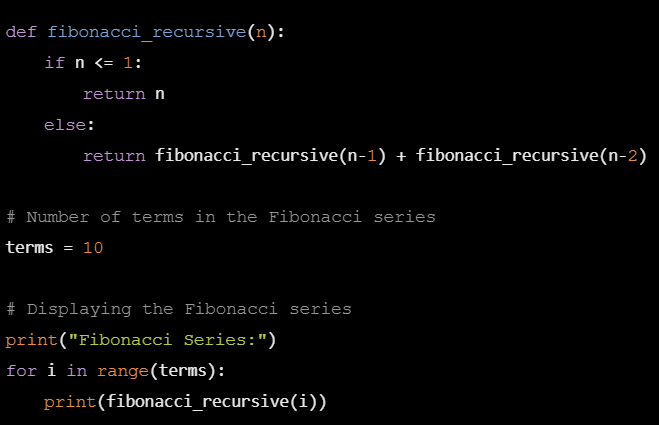 def fibonacci_recursive(n):
    if n <= 1:
        return n
    else:
        return fibonacci_recursive(n-1) + fibonacci_recursive(n-2)

# Number of terms in the Fibonacci series
terms = 10

# Displaying the Fibonacci series
print("Fibonacci Series:")
for i in range(terms):
    print(fibonacci_recursive(i))